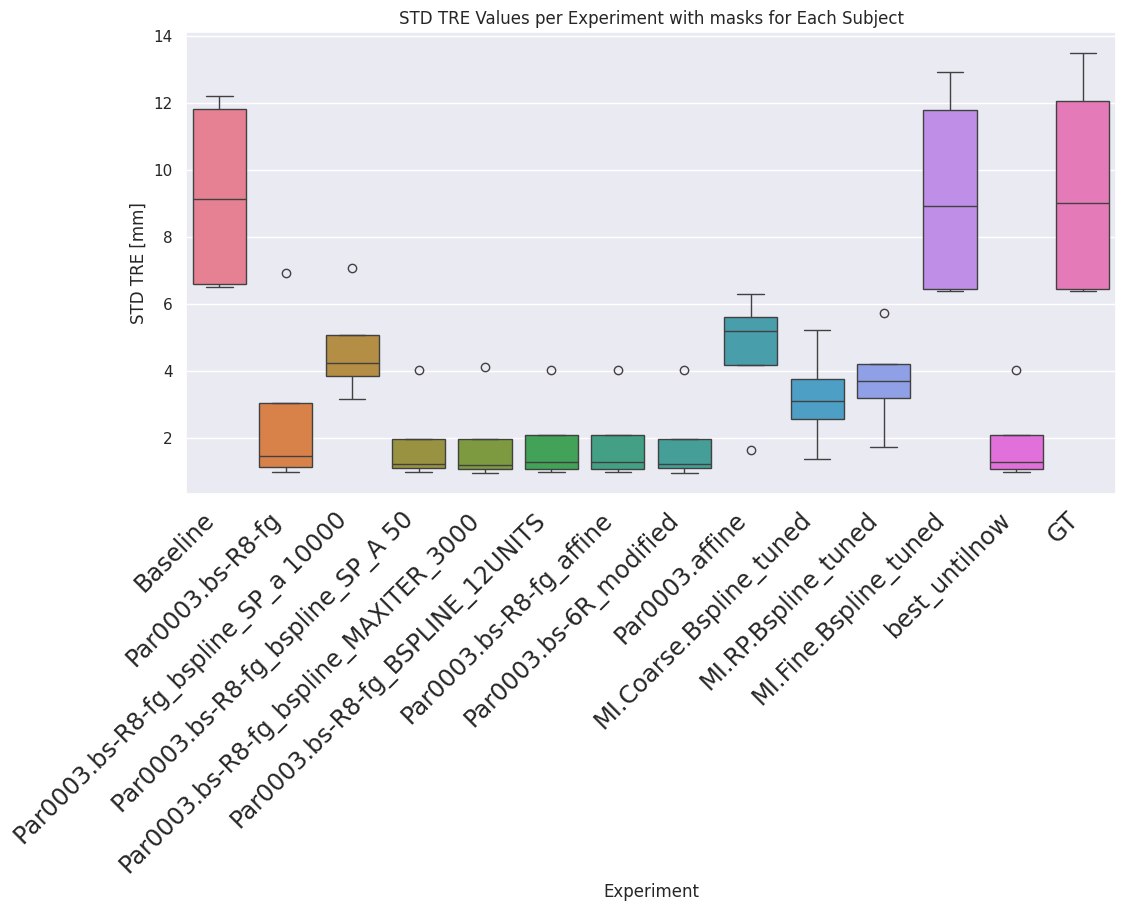 STD TRE Values per Experiment with masks for Each Subject
14
12
10
8
6
4
2
STD TRE [mm]
Baseline
Par0003.bs-R8-fg
Par0003.bs-R8-fg_bspline_SP_a 10000
Par0003.bs-R8-fg_bspline_SP_A 50
Par0003.bs-R8-fg_bspline_MAXITER_3000
Par0003.bs-R8-fg_BSPLINE_12UNITS
Par0003.bs-R8-fg_affine
Par0003.bs-6R_modified
Par0003.affine
MI.Coarse.Bspline_tuned
MI.RP.Bspline_tuned
MI.Fine.Bspline_tuned
best_untilnow
GT
Experiment